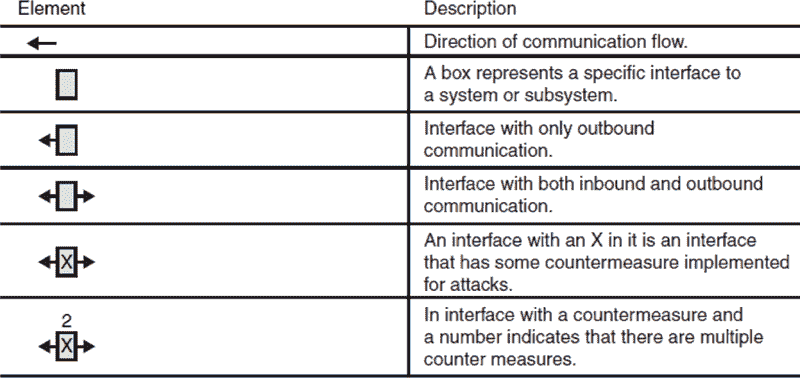 Element Description
Direction of communication flow.
A box represents a specific interface to
a system or subsystem.
Interface with only outbound
communication.
Interface with both inbound and outbound
communication.
An interface with an X in it is an interface
X
that has some countermeasure implemented
for attacks.
2
In interface with a countermeasure and
X
a number indicates that there are multiple
counter measures.